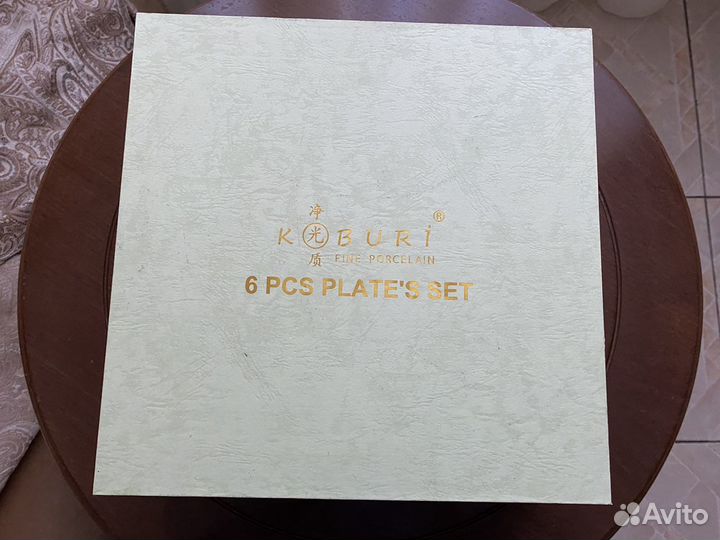 净
K光BURi®
质 FINE PORCELAIN
6 PCS PLATE'S SET
Avito